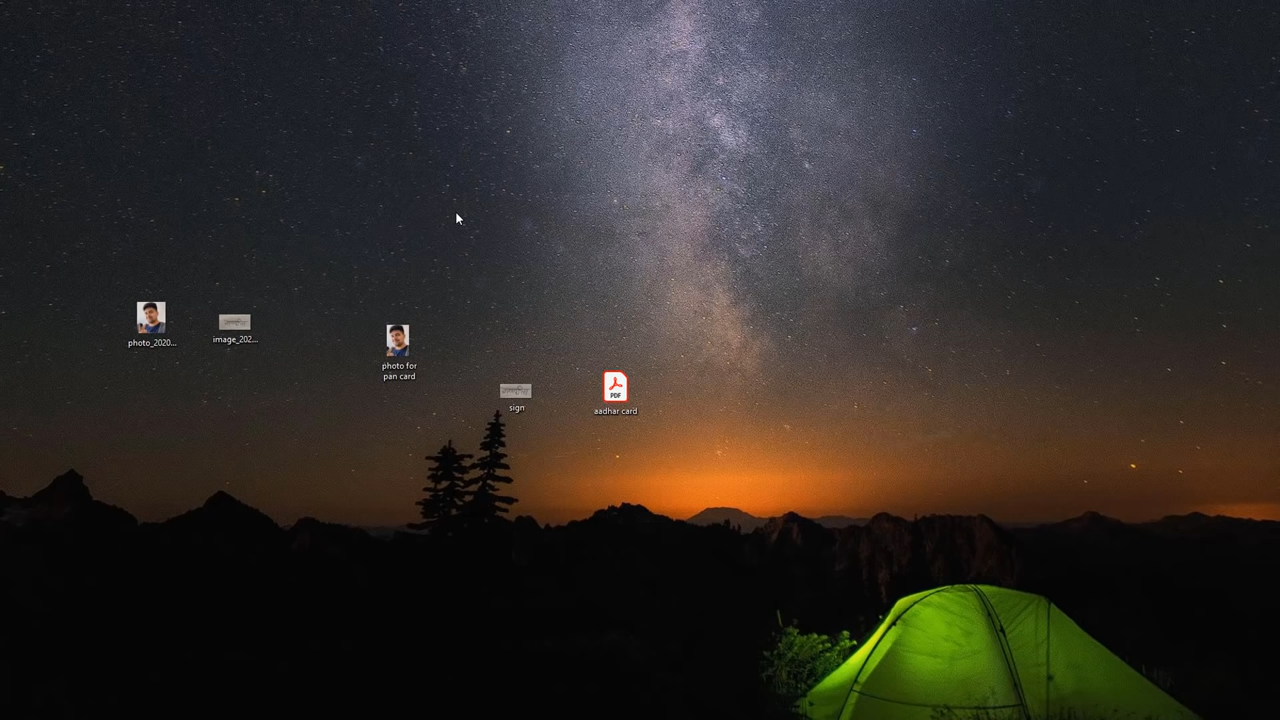 photo_2020...
image_202...
photo for
pan card
sign
PDF
aadhar card